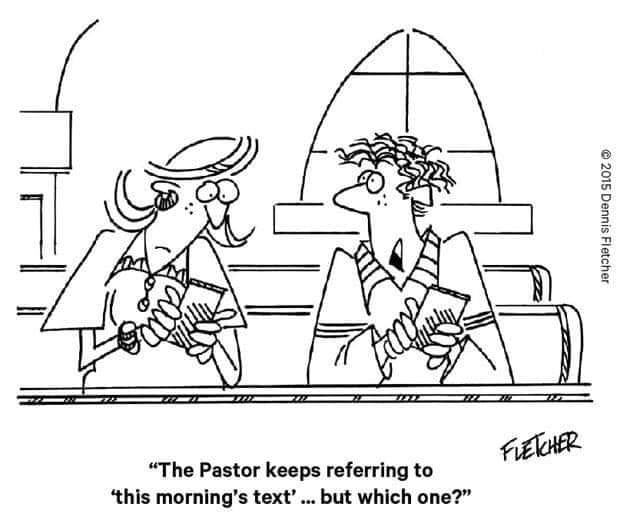 © 2015 Dennis Fletcher
FLETCHER
“The Pastor keeps referring to
‘this morning’s text’ ... but which one?”